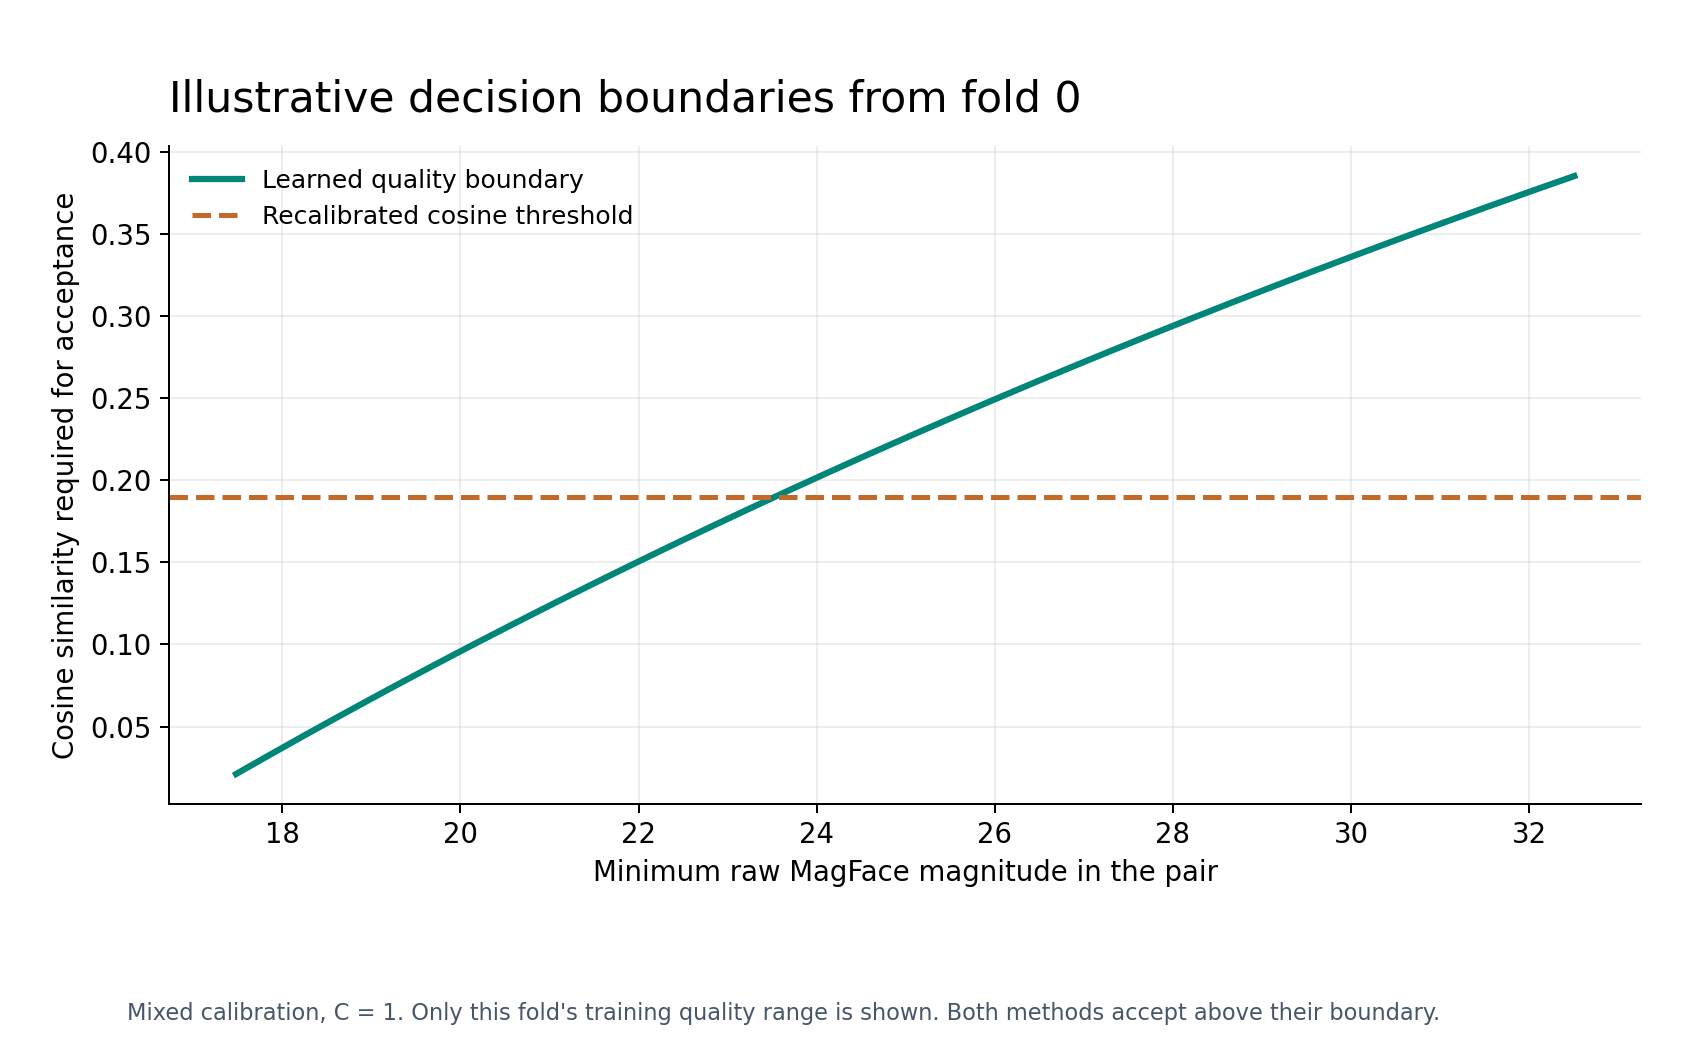 Illustrative decision boundaries from fold 0
Learned quality boundary
Recalibrated cosine threshold
Cosine similarity required for acceptance
0.40
0.35
0.30
0.25
0.20
0.15
0.10
0.05
18 20 22 24 26 28 30 32
Minimum raw MagFace magnitude in the pair
Mixed calibration, C = 1. Only this fold's training quality range is shown. Both methods accept above their boundary.